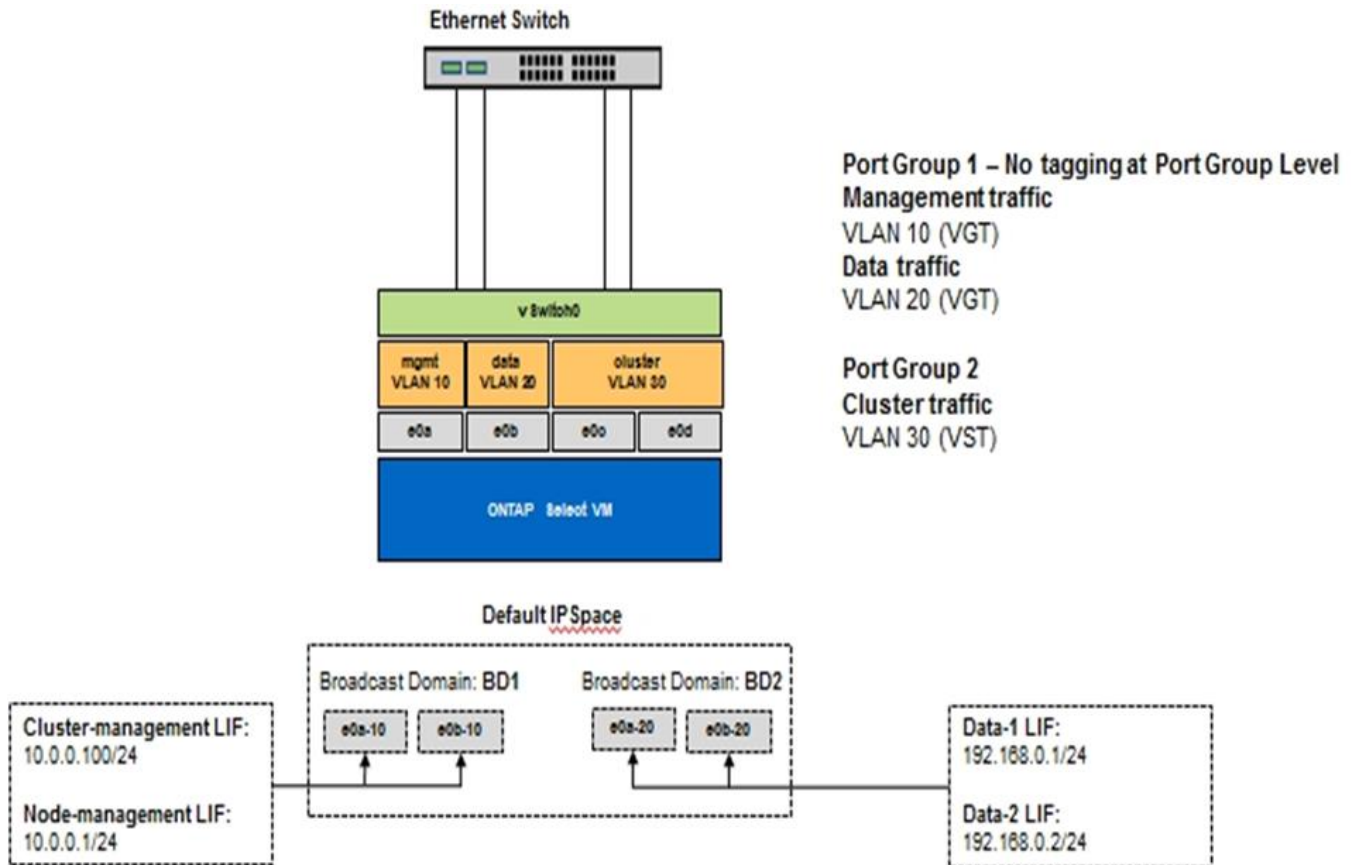 Ethernet Switch
Port Group 1 – No tagging at Port Group Level
Management traffic
VLAN 10 (VGT)
Data traffic
VLAN 20 (VGT)
Port Group 2
Cluster traffic
VLAN 30 (VST)
vSwitch0
mgmt
VLAN 10
data
VLAN 20
cluster
VLAN 30
e0a
e0b
e0c
e0d
ONTAP Select VM
Default IPSpace
Broadcast Domain: BD1
Broadcast Domain: BD2
e0a-10
e0b-10
e0a-20
e0b-20
Cluster-management LIF:
10.0.0.100/24
Node-management LIF:
10.0.0.1/24
Data-1 LIF:
192.168.0.1/24
Data-2 LIF:
192.168.0.2/24